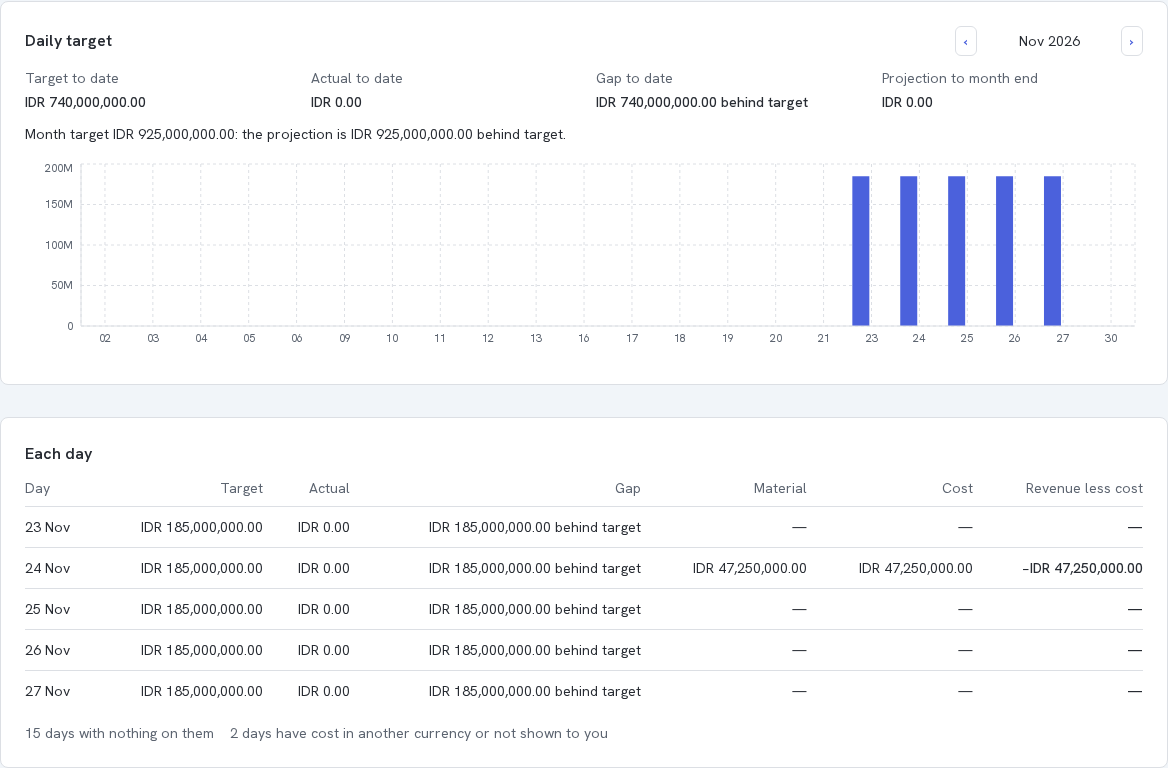 Daily target
‹ Nov 2026 ›
Target to date Actual to date Gap to date Projection to month end
IDR 740,000,000.00 IDR 0.00 IDR 740,000,000.00 behind target IDR 0.00
Month target IDR 925,000,000.00: the projection is IDR 925,000,000.00 behind target.
200M
150M
100M
50M
0
02 03 04 05 06 09 10 11 12 13 16 17 18 19 20 21 23 24 25 26 27 30
Each day
Day Target Actual Gap Material Cost Revenue less cost
23 Nov IDR 185,000,000.00 IDR 0.00 IDR 185,000,000.00 behind target — — —
24 Nov IDR 185,000,000.00 IDR 0.00 IDR 185,000,000.00 behind target IDR 47,250,000.00 IDR 47,250,000.00 −IDR 47,250,000.00
25 Nov IDR 185,000,000.00 IDR 0.00 IDR 185,000,000.00 behind target — — —
26 Nov IDR 185,000,000.00 IDR 0.00 IDR 185,000,000.00 behind target — — —
27 Nov IDR 185,000,000.00 IDR 0.00 IDR 185,000,000.00 behind target — — —
15 days with nothing on them 2 days have cost in another currency or not shown to you